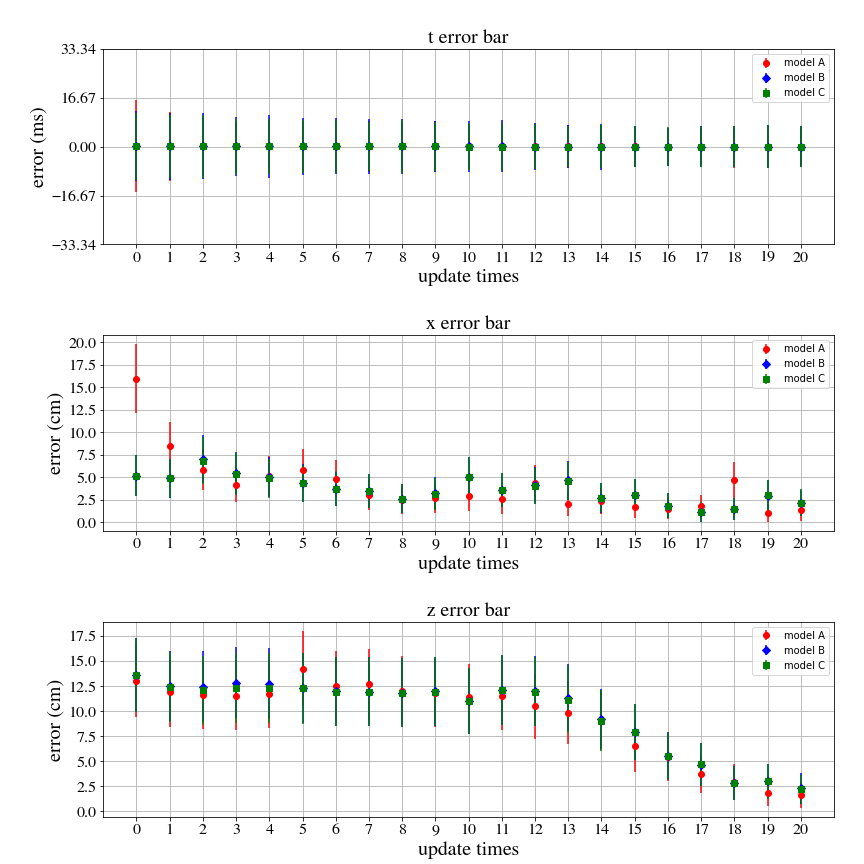 t error bar
33.34
16.67
0.00
−16.67
−33.34
error (ms)
model A
model B
model C
0 1 2 3 4 5 6 7 8 9 10 11 12 13 14 15 16 17 18 19 20
update times
x error bar
20.0
17.5
15.0
12.5
10.0
7.5
5.0
2.5
0.0
error (cm)
model A
model B
model C
0 1 2 3 4 5 6 7 8 9 10 11 12 13 14 15 16 17 18 19 20
update times
z error bar
17.5
15.0
12.5
10.0
7.5
5.0
2.5
0.0
error (cm)
model A
model B
model C
0 1 2 3 4 5 6 7 8 9 10 11 12 13 14 15 16 17 18 19 20
update times